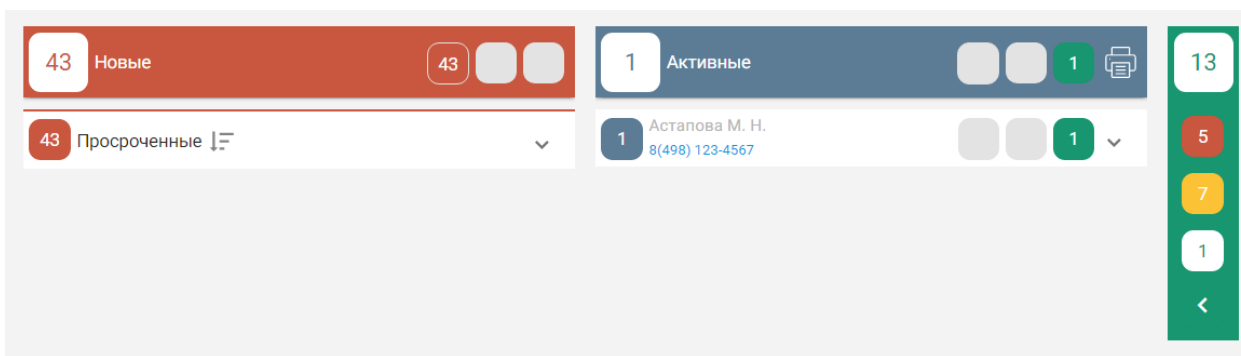 43 Новые 43
43 Просроченные
1 Активные 1
1 Астапова М. Н. 1
8(498) 123-4567
13
5
7
1